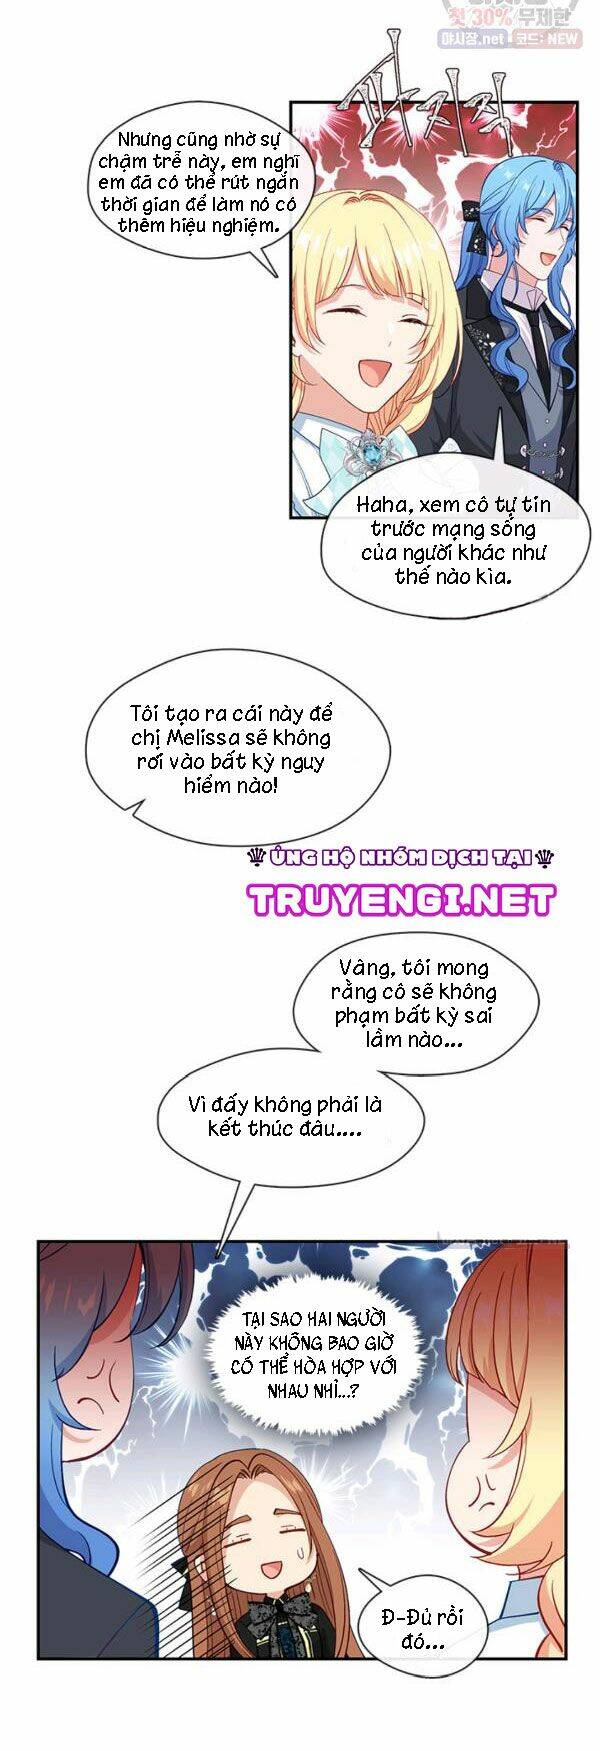 첫 30% 무제한
야시장.net 코드: NEW
Nhưng cũng nhờ sự
chậm trễ này, em nghĩ
em đã có thể rút ngắn
thời gian để làm nó có
thêm hiệu nghiệm.
Haha, xem cô tự tin
trước mạng sống
của người khác như
thế nào kìa.
Tôi tạo ra cái này để
chị Melissa sẽ không
rơi vào bất kỳ nguy
hiểm nào!
ỦNG HỘ NHÓM DỊCH TẠI
TRUYENGI.NET
Vâng, tôi mong
rằng cô sẽ không
phạm bất kỳ sai
lầm nào...
Vì đấy không phải là
kết thúc đâu....
TẠI SAO HAI NGƯỜI
NÀY KHÔNG BAO GIỜ
CÓ THỂ HÒA HỢP VỚI
NHAU NHỈ...?
Đ-Đủ rồi
đó...